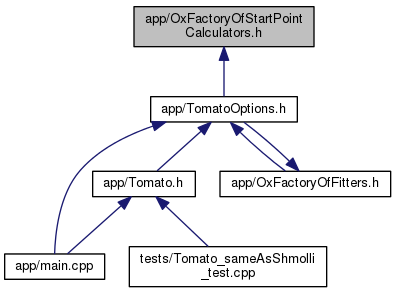 app/OxFactoryOfStartPoint
Calculators.h
app/TomatoOptions.h
app/Tomato.h
app/OxFactoryOfFitters.h
app/main.cpp
tests/Tomato_sameAsShmolli
_test.cpp